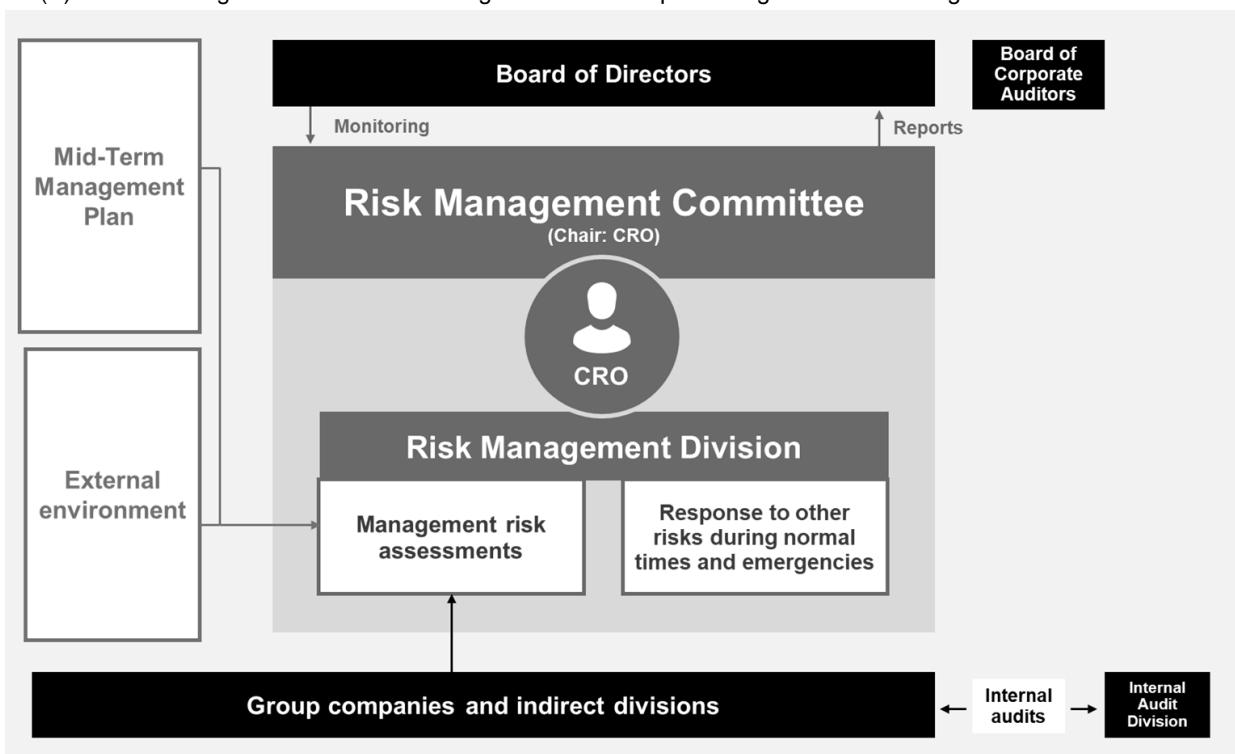 Board of Directors
Board of
Corporate
Auditors
Monitoring
Reports
Mid-Term
Management
Plan
Risk Management Committee
(Chair: CRO)
CRO
Risk Management Division
External
environment
Management risk
assessments
Response to other
risks during normal
times and emergencies
Group companies and indirect divisions
Internal
audits
Internal
Audit
Division